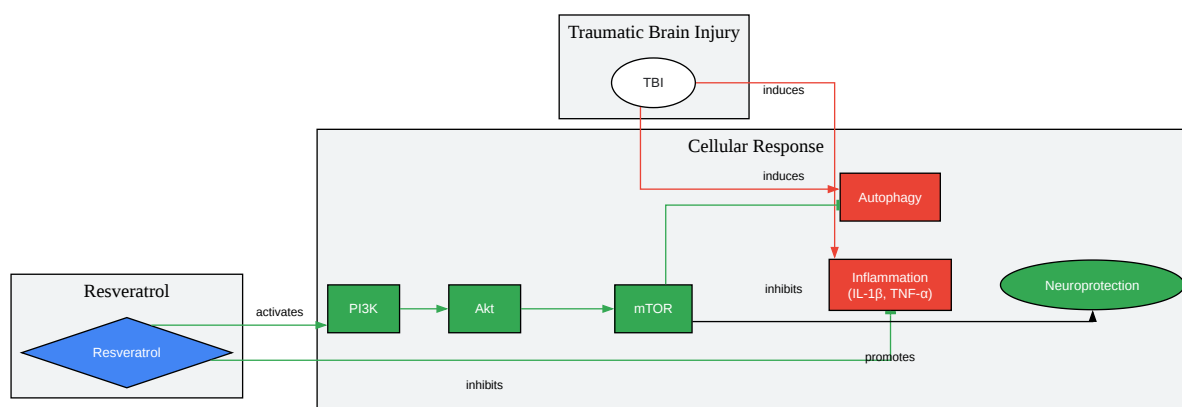 Traumatic Brain Injury
TBI
induces
Cellular Response
induces
Autophagy
Inflammation
(IL-1β, TNF-α)
Neuroprotection
inhibits
Resveratrol
activates
PI3K
Akt
mTOR
Resveratrol
promotes
inhibits